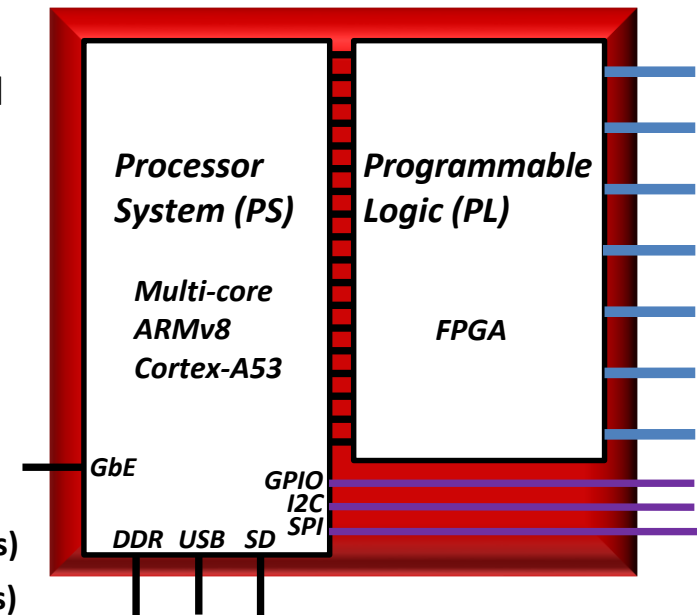 Processor
System (PS)
Multi-core
ARMv8
Cortex-A53
Programmable
Logic (PL)
FPGA
GbE
GPIO
I2C
SPI
DDR USB SD
s)
s)